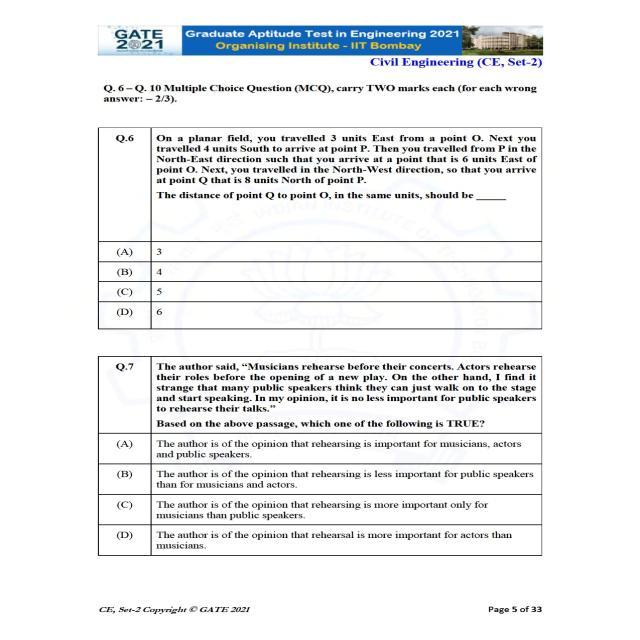 GATE
2021
Graduate Aptitude Test in Engineering 2021
Organising Institute - IIT Bombay
Civil Engineering (CE, Set-2)
Q. 6 – Q. 10 Multiple Choice Question (MCQ), carry TWO marks each (for each wrong
answer: – 2/3).
Q.6
On a planar field, you travelled 3 units East from a point O. Next you
travelled 4 units South to arrive at point P. Then you travelled from P in the
North-East direction such that you arrive at a point that is 6 units East of
point O. Next, you travelled in the North-West direction, so that you arrive
at point Q that is 8 units North of point P.
The distance of point Q to point O, in the same units, should be _____
(A) 3
(B) 4
(C) 5
(D) 6
Q.7
The author said, “Musicians rehearse before their concerts. Actors rehearse
their roles before the opening of a new play. On the other hand, I find it
strange that many public speakers think they can just walk on to the stage
and start speaking. In my opinion, it is no less important for public speakers
to rehearse their talks.”
Based on the above passage, which one of the following is TRUE?
(A) The author is of the opinion that rehearsing is important for musicians, actors
and public speakers.
(B) The author is of the opinion that rehearsing is less important for public speakers
than for musicians and actors.
(C) The author is of the opinion that rehearsing is more important only for
musicians than public speakers.
(D) The author is of the opinion that rehearsal is more important for actors than
musicians.
CE, Set-2 Copyright © GATE 2021
Page 5 of 33